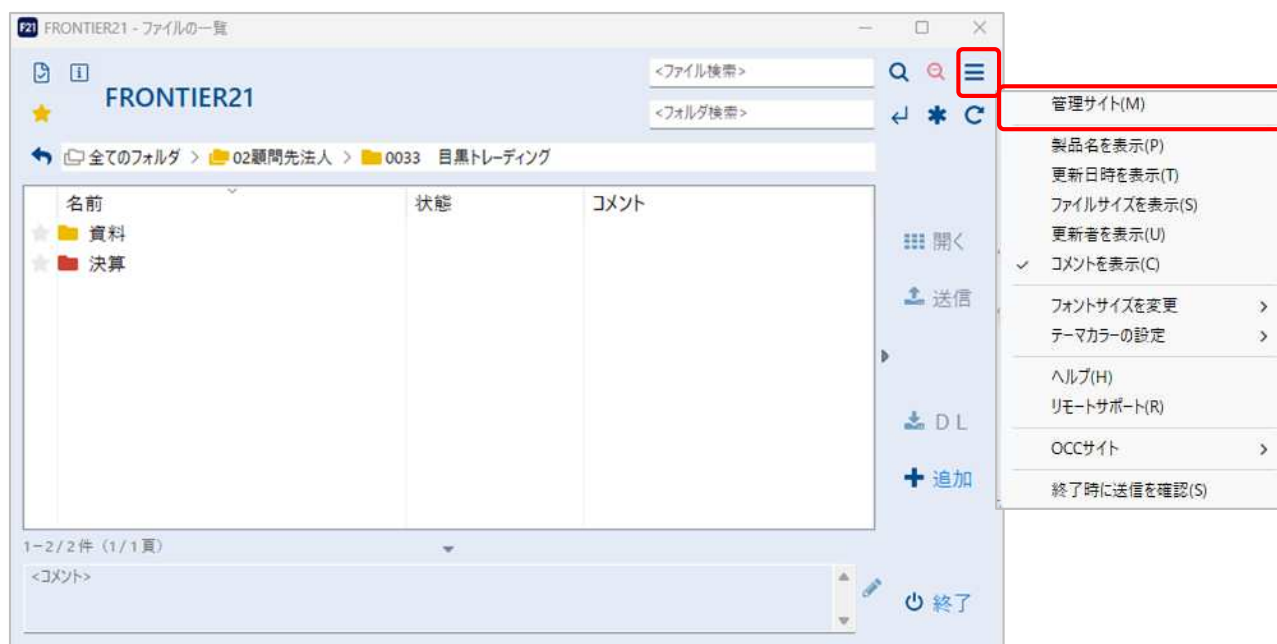 F21 FRONTIER21 - ファイルの一覧
FRONTIER21
<ファイル検索>
<フォルダ検索>
全てのフォルダ > 02顧問先法人 > 0033 目黒トレーディング
名前 状態 コメント
資料
決算
開く
送信
DL
追加
1-2/2件 (1/1頁)
<コメント>
終了
管理サイト(M)
製品名を表示(P)
更新日時を表示(T)
ファイルサイズを表示(S)
更新者を表示(U)
✓ コメントを表示(C)
フォントサイズを変更 >
テーマカラーの設定 >
ヘルプ(H)
リモートサポート(R)
OCCサイト >
終了時に送信を確認(S)